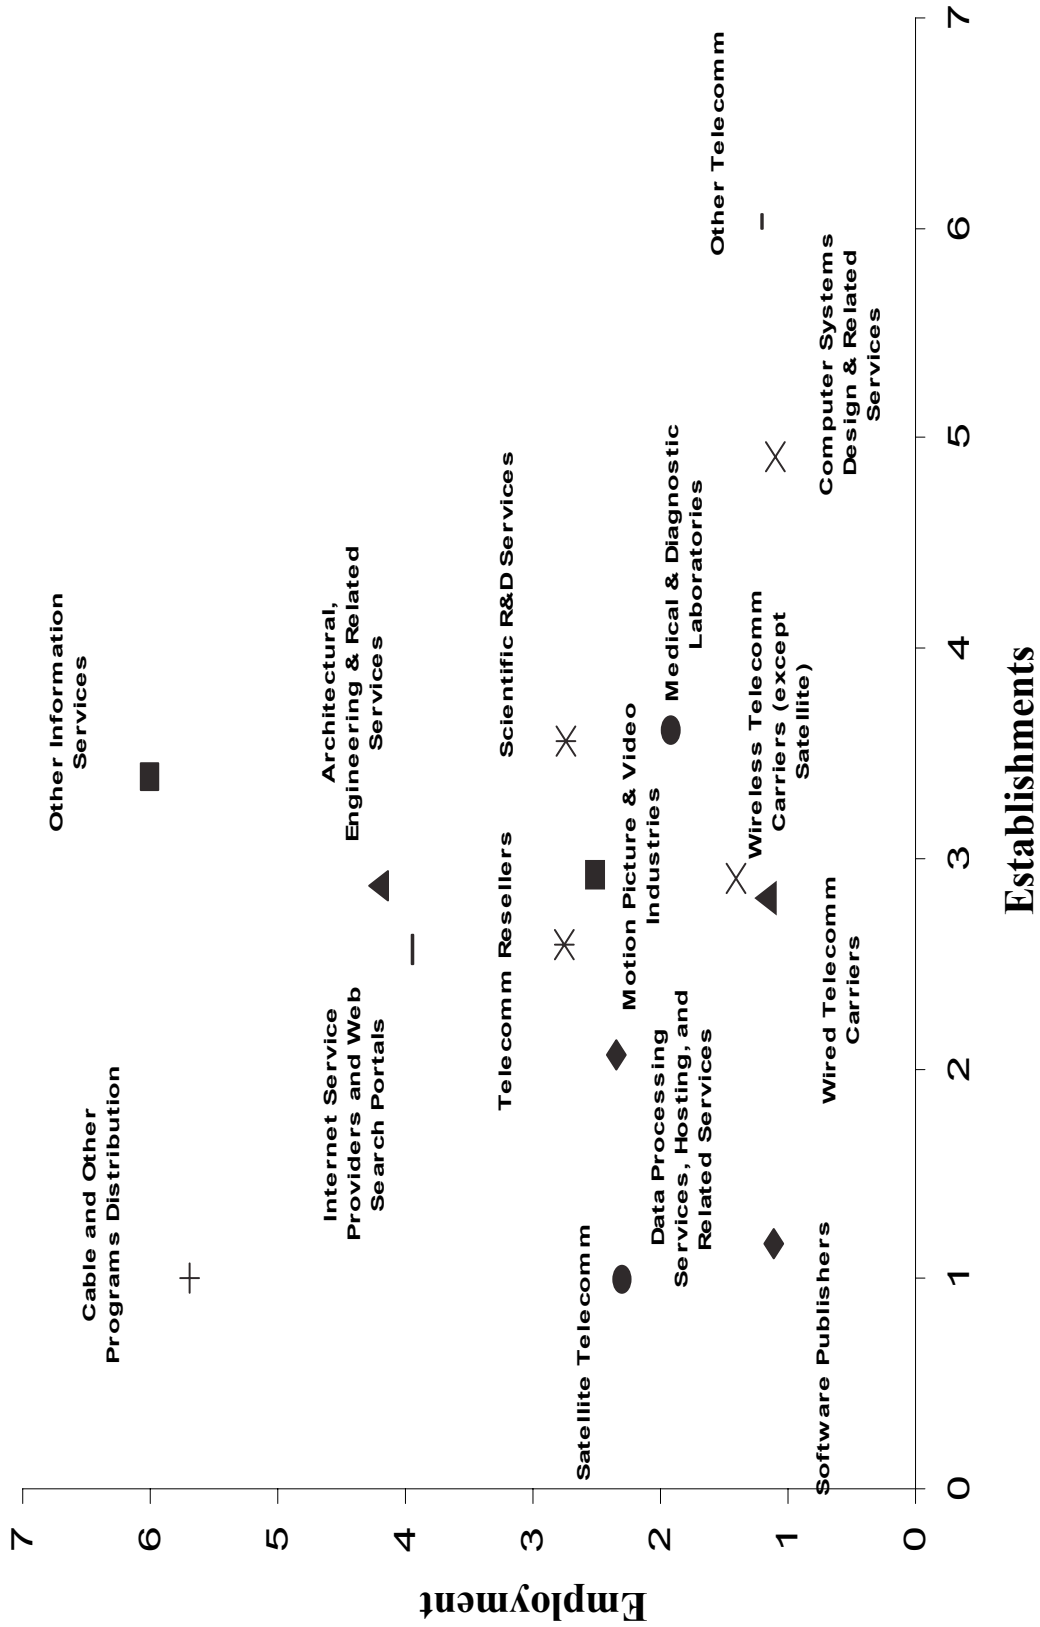 Employment
7
6
5
4
3
2
1
0
0
1
2
3
4
5
6
7
Establishments
Cable and Other
Programs Distribution
Other Information
Services
Internet Service
Providers and Web
Search Portals
Architectural,
Engineering & Related
Services
Telecomm Resellers
Scientific R&D Services
Satellite Telecomm
Motion Picture & Video
Industries
Medical & Diagnostic
Laboratories
Data Processing
Services, Hosting, and
Related Services
Other Telecomm
Wireless Telecomm
Carriers (except
Satellite)
Software Publishers
Wired Telecomm
Carriers
Computer Systems
Design & Related
Services